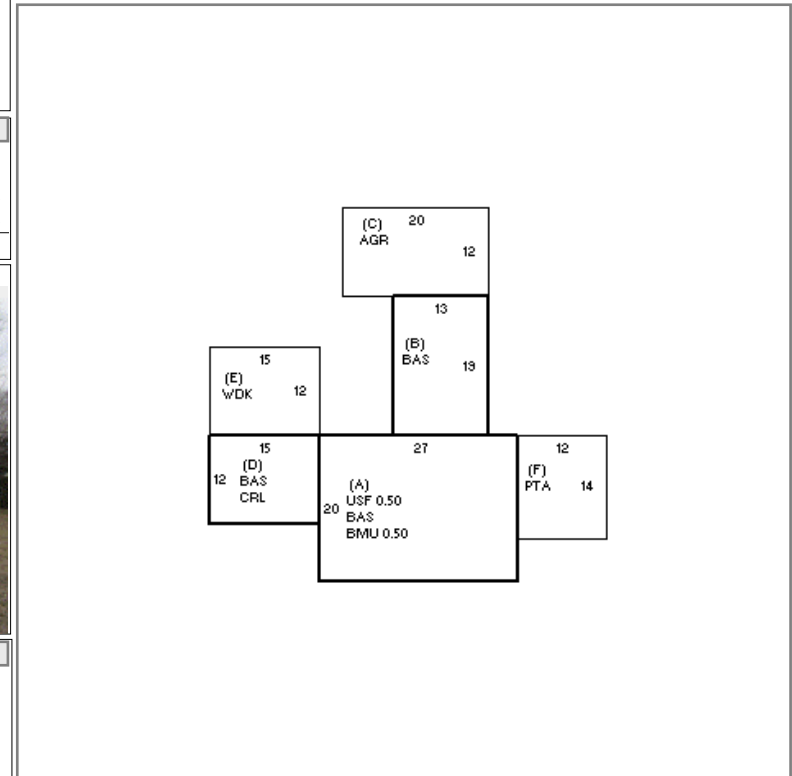 (C)
20
AGR
12
13
(B)
BAS
19
15
(E)
WDK
12
15
(D)
12
BAS
CRL
27
(A)
USF 0.50
20
BAS
BMU 0.50
12
(F)
PTA
14